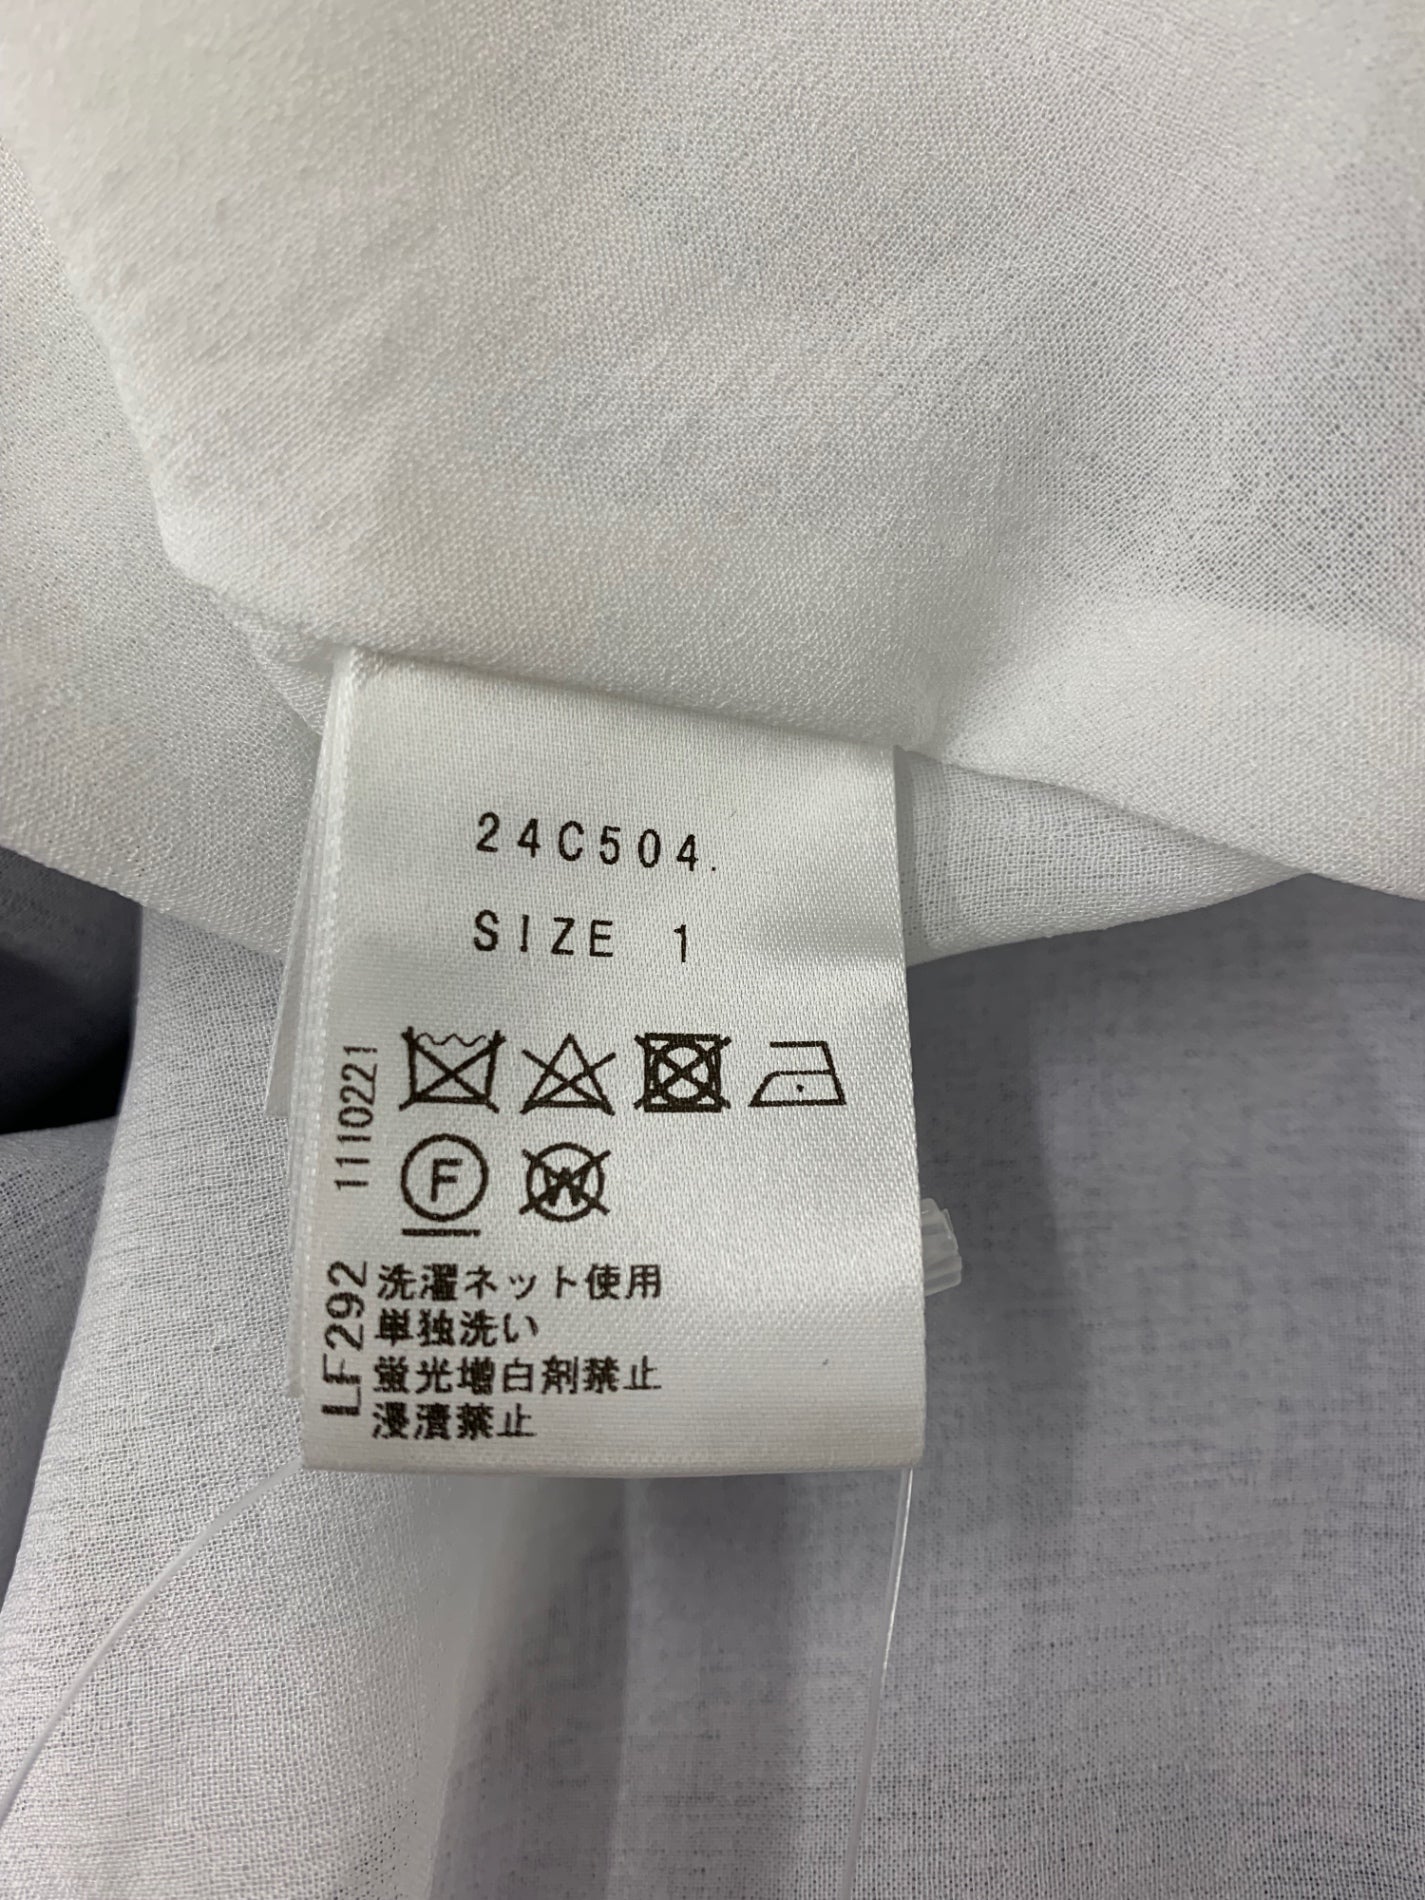 24C504.
SIZE 1
1110221
F
W
LF292
洗濯ネット使用
単独洗い
蛍光増白剤禁止
浸漬禁止